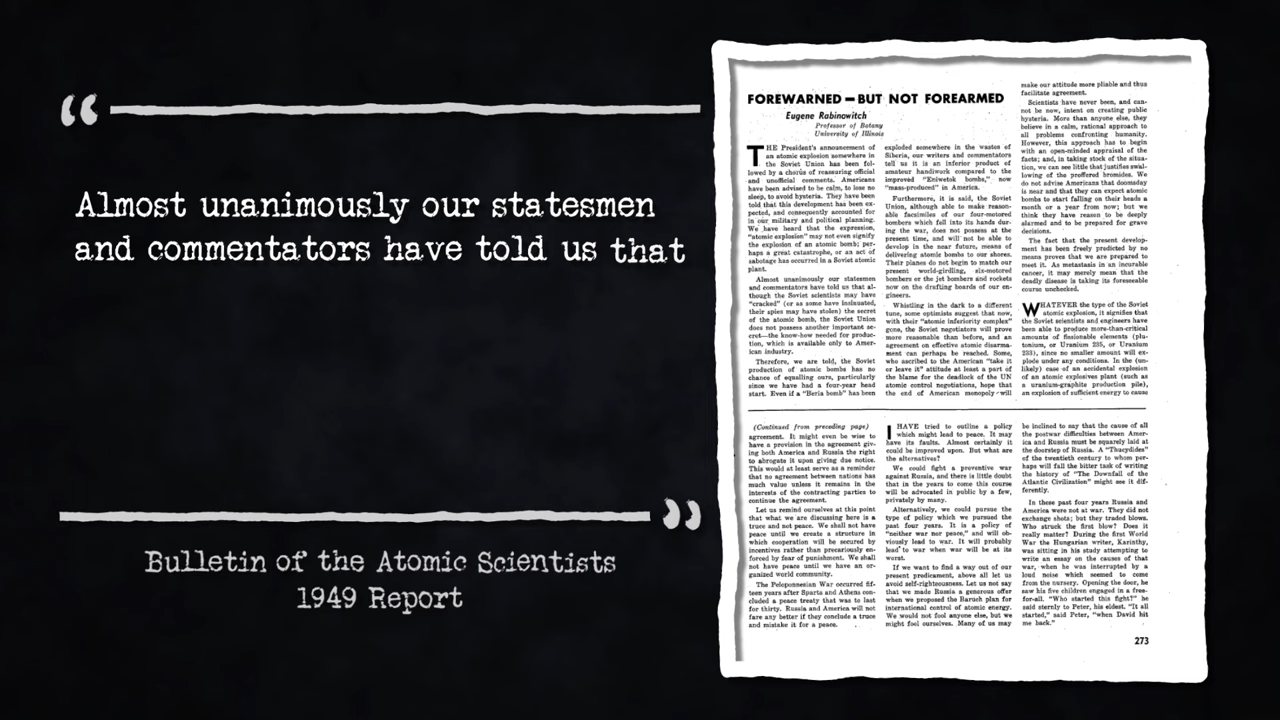 “
Almost unanimously our statesmen
and commentators have told us that
”
Bulletin of the Atomic Scientists
1949 Report
FOREWARNED — BUT NOT FOREARMED
Eugene Rabinowitch
Professor of Botany
University of Illinois
THE President's announcement of
an atomic explosion somewhere in
the Soviet Union has been fol-
lowed by a chorus of reassuring official
and unofficial comments. Americans
have been advised to be calm, to lose no
sleep, to avoid hysteria. They have been
told that this development has been ex-
pected, and consequently accounted for
in our military and political planning.
We have heard that the expression,
"atomic explosion" may not even signify
the explosion of an atomic bomb; per-
haps a great catastrophe, or an act of
sabotage has occurred in a Soviet atomic
plant.
Almost unanimously our statesmen
and commentators have told us that al-
though the Soviet scientists may have
"cracked" (or as some have insinuated,
their spies may have stolen) the secret
of the atomic bomb, the Soviet Union
does not possess another important se-
cret—the know-how needed for produc-
tion, which is available only to Amer-
ican industry.
Therefore, we are told, the Soviet
production of atomic bombs has no
chance of equalling ours, particularly
since we have had a four-year head
start. Even if a "Beria bomb" has been
exploded somewhere in the wastes of
Siberia, our writers and commentators
tell us it is an inferior product of
amateur handiwork compared to the
improved "Eniwetok bombs," now
"mass-produced" in America.
Furthermore, it is said, the Soviet
Union, although able to make reason-
able facsimiles of our four-motored
bombers which fell into its hands dur-
ing the war, does not possess at the
present time, and will not be able to
develop in the near future, means of
delivering atomic bombs to our shores.
Their planes do not begin to match our
present world-girdling, six-motored
bombers or the jet bombers and rockets
now on the drafting boards of our en-
gineers.
Whistling in the dark to a different
tune, some optimists suggest that now,
with their "atomic inferiority complex"
gone, the Soviet negotiators will prove
more reasonable than before, and an
agreement on effective atomic disarma-
ment can perhaps be reached. Some,
who ascribed to the American "take it
or leave it" attitude at least a part of
the blame for the deadlock of the UN
atomic control negotiations, hope that
the end of American monopoly will
make our attitude more pliable and thus
facilitate agreement.
Scientists have never been, and can-
not be now, intent on creating public
hysteria. More than anyone else, they
believe in a calm, rational approach to
all problems confronting humanity.
However, this approach has to begin
with an open-minded appraisal of the
facts; and, in taking stock of the situa-
tion, we can see little that justifies swal-
lowing of the proffered bromides. We
do not advise Americans that doomsday
is near and that they can expect atomic
bombs to start falling on their heads a
month or a year from now; but we
think they have reason to be deeply
alarmed and to be prepared for grave
decisions.
The fact that the present develop-
ment has been freely predicted by no
means proves that we are prepared to
meet it. As metastasis in an incurable
cancer, it may merely mean that the
deadly disease is taking its foreseeable
course unchecked.
WHATEVER the type of the Soviet
atomic explosion, it signifies that
the Soviet scientists and engineers have
been able to produce more-than-critical
amounts of fissionable elements (plu-
tonium, or Uranium 235, or Uranium
233), since no smaller amount will ex-
plode under any conditions. In the (un-
likely) case of an accidental explosion
of an atomic explosives plant (such as
a uranium-graphite production pile),
an explosion of sufficient energy to cause
(Continued from preceding page)
agreement. It might even be wise to
have a provision in the agreement giv-
ing both America and Russia the right
to abrogate it upon giving due notice.
This would at least serve as a reminder
that no agreement between nations has
much value unless it remains in the
interests of the contracting parties to
continue the agreement.
Let us remind ourselves at this point
that what we are discussing here is a
truce and not peace. We shall not have
peace until we create a structure in
which cooperation will be secured by
incentives rather than precariously en-
forced by fear of punishment. We shall
not have peace until we have an or-
ganized world community.
The Peloponnesian War occurred fif-
teen years after Sparta and Athens con-
cluded a peace treaty that was to last
for thirty. Russia and America will not
fare any better if they conclude a truce
and mistake it for a peace.
I HAVE tried to outline a policy
which might lead to peace. It may
have its faults. Almost certainly it
could be improved upon. But what are
the alternatives?
We could fight a preventive war
against Russia, and there is little doubt
that in the years to come this course
will be advocated in public by a few,
privately by many.
Alternatively, we could pursue the
type of policy which we pursued the
past four years. It is a policy of
"neither war nor peace," and will ob-
viously lead to war. It will probably
lead to war when war will be at its
worst.
If we want to find a way out of our
present predicament, above all let us
avoid self-righteousness. Let us not say
that we made Russia a generous offer
when we proposed the Baruch plan for
international control of atomic energy.
We would not fool anyone else, but we
might fool ourselves. Many of us may
be inclined to say that the cause of all
the postwar difficulties between Amer-
ica and Russia must be squarely laid at
the doorstep of Russia. A "Thucydides"
of the twentieth century to whom per-
haps will fall the bitter task of writing
the history of "The Downfall of the
Atlantic Civilization" might see it dif-
ferently.
In these past four years Russia and
America were not at war. They did not
exchange shots; but they traded blows.
Who struck the first blow? Does it
really matter? During the first World
War the Hungarian writer, Karinthy,
was sitting in his study attempting to
write an essay on the causes of that
war, when he was interrupted by a
loud noise which seemed to come
from the nursery. Opening the door, he
saw his five children engaged in a free-
for-all. "Who started this fight?" he
said sternly to Peter, his eldest. "It all
started," said Peter, "when David hit
me back."
273